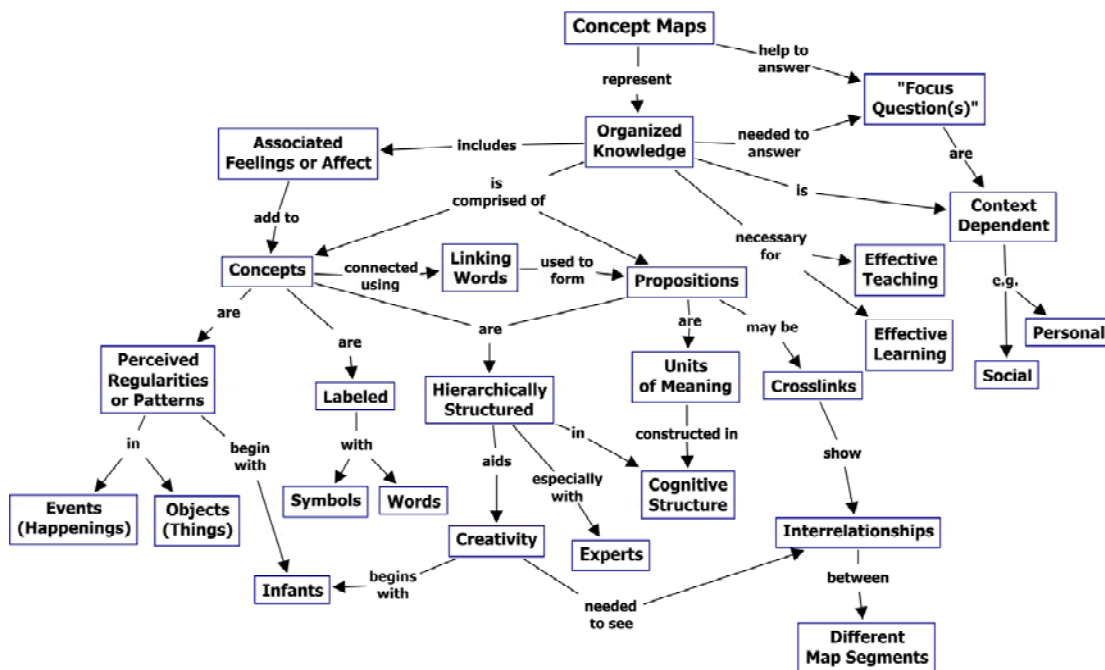 Concept Maps
help to
answer
represent
"Focus
Question(s)"
Associated
Feelings or Affect
includes
Organized
Knowledge
needed to
answer
are
is
comprised of
is
Context
Dependent
add to
necessary
for
Effective
Teaching
Concepts
connected
using
Linking
Words
used to
form
Propositions
e.g.
are
are
are
are
may be
Effective
Learning
Personal
Social
Perceived
Regularities
or Patterns
Labeled
Hierarchically
Structured
Units
of Meaning
Crosslinks
in
begin
with
with
aids
in
constructed in
show
especially
with
Events
(Happenings)
Objects
(Things)
Symbols
Words
Cognitive
Structure
Creativity
Experts
Interrelationships
Infants
begins
with
needed
to see
between
Different
Map Segments